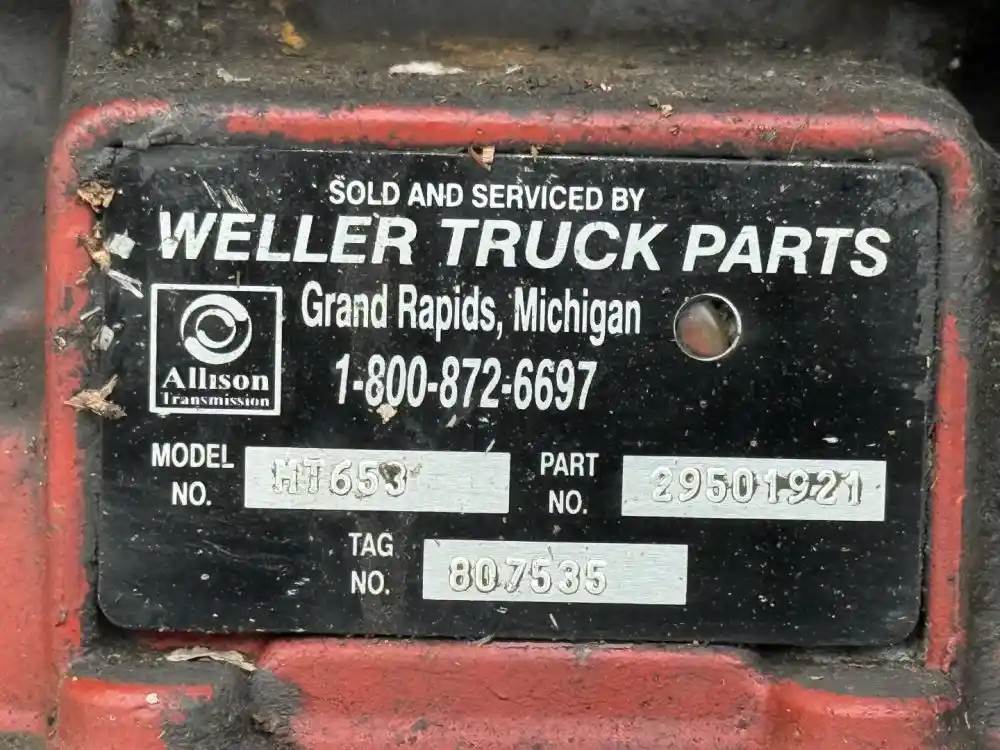 SOLD AND SERVICED BY
WELLER TRUCK PARTS
Grand Rapids, Michigan
1-800-872-6697
Allison
Transmission
MODEL NO. MT653
PART NO. 29501921
TAG NO. 807535